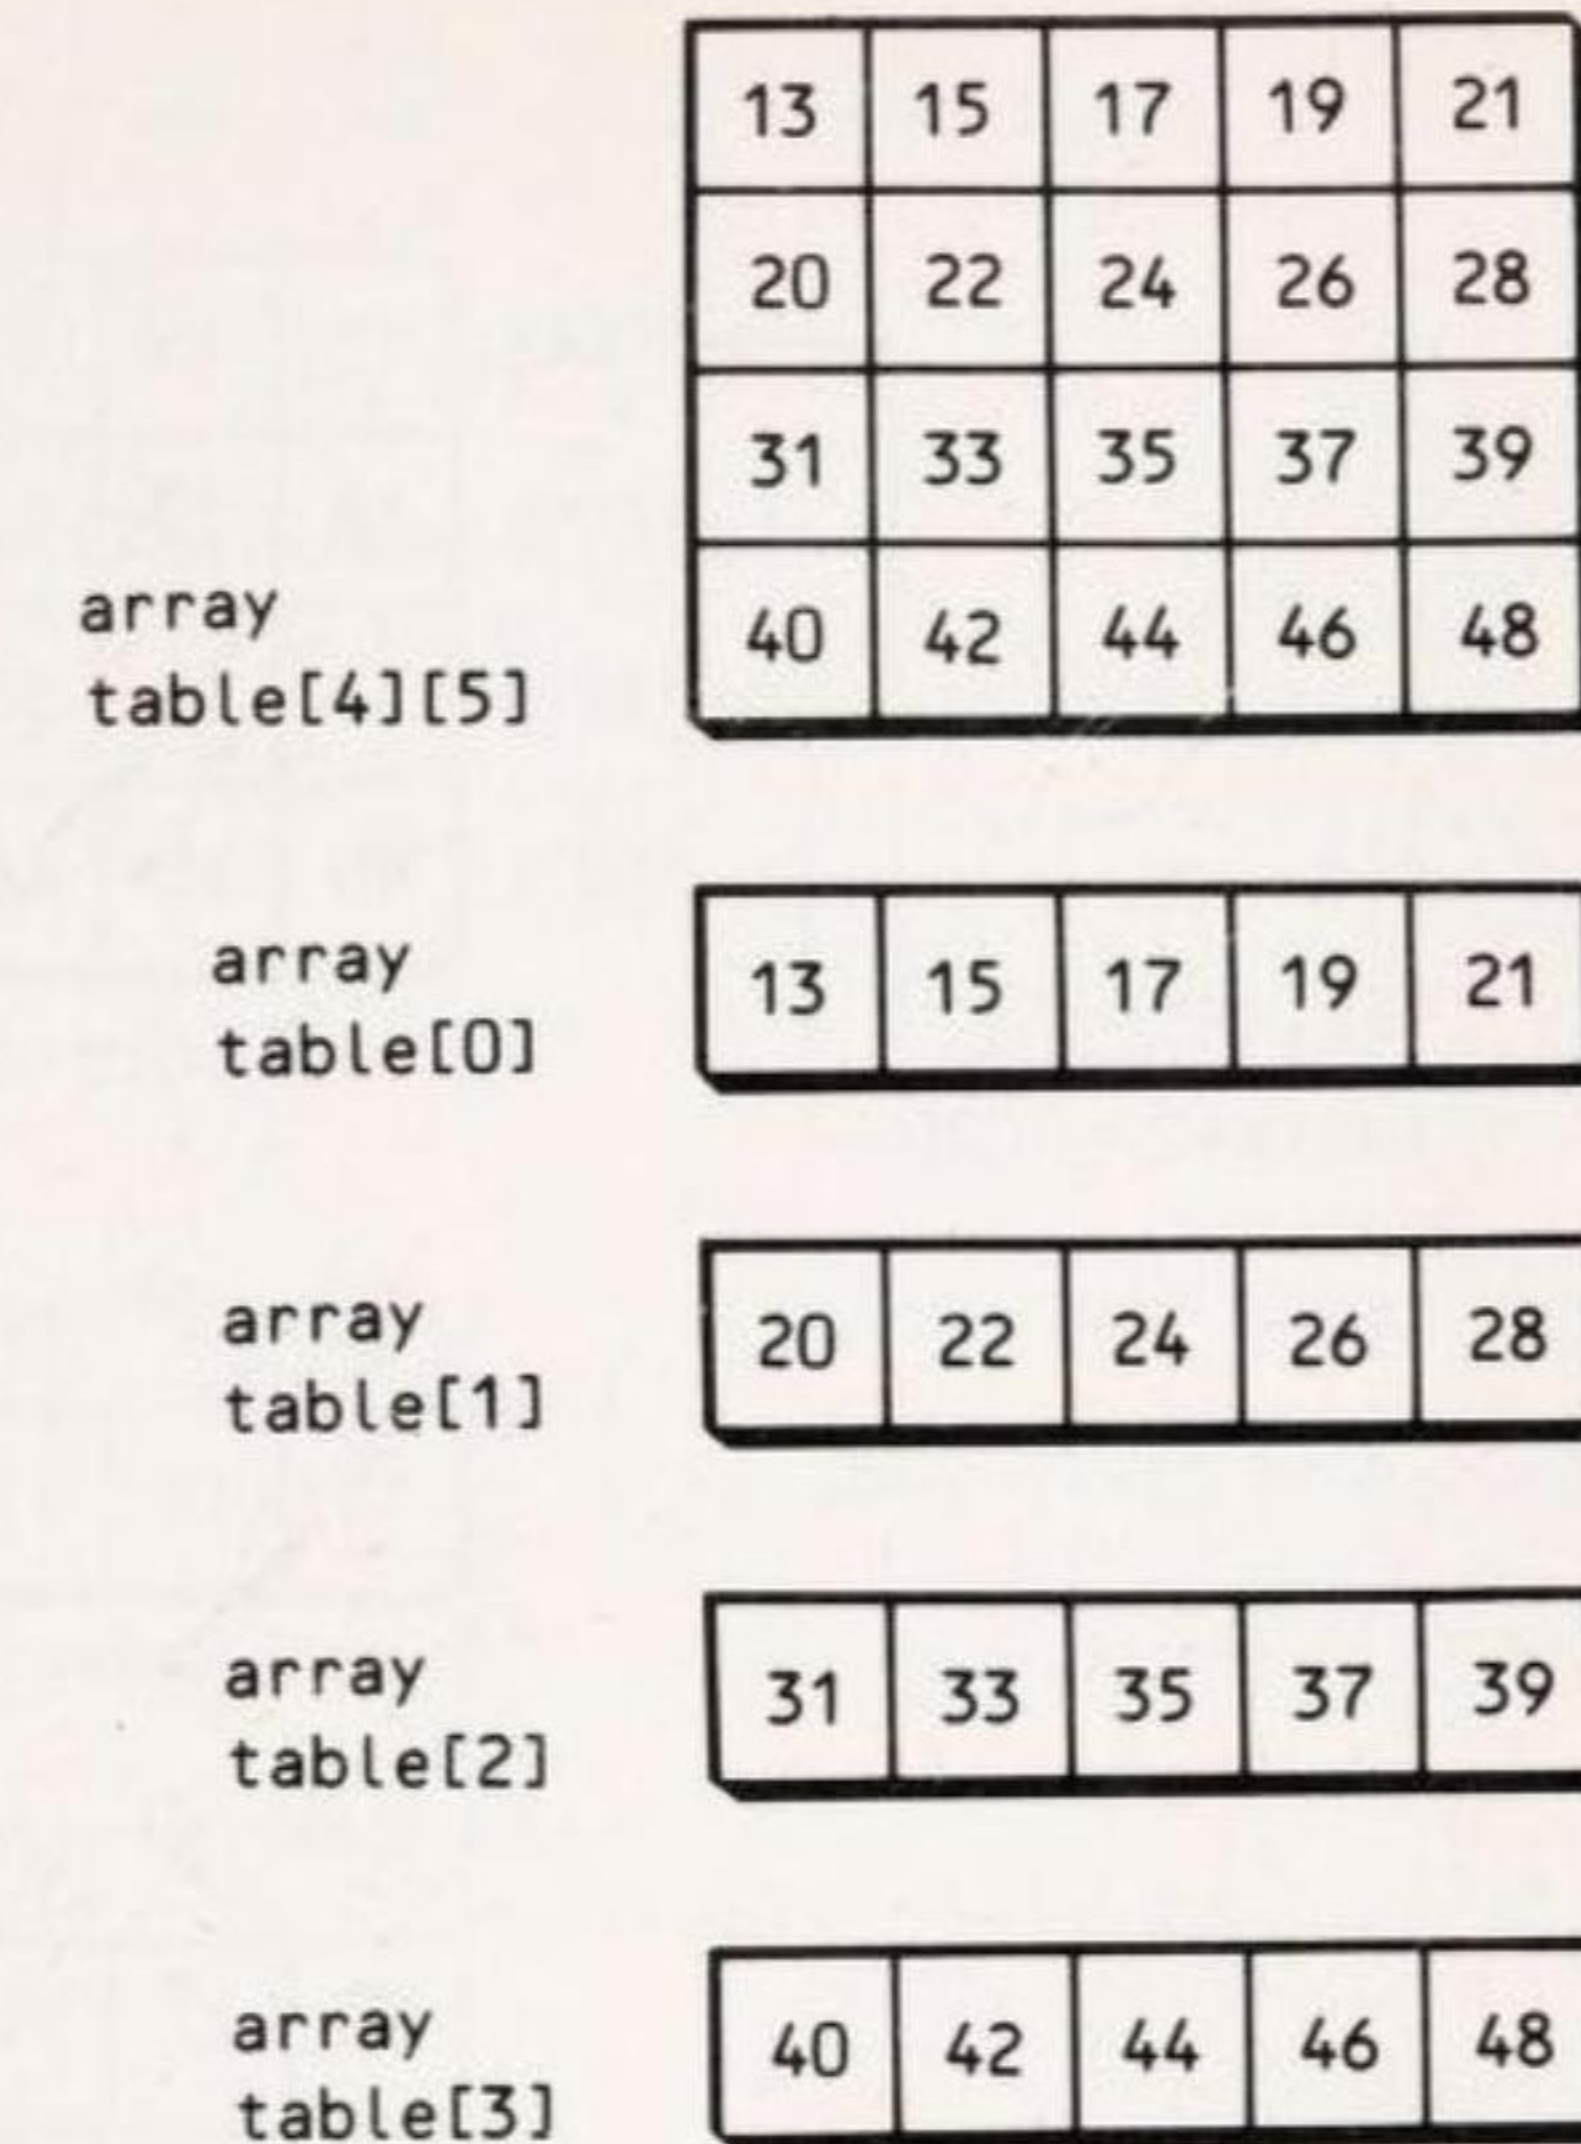 13 15 17 19 21
20 22 24 26 28
31 33 35 37 39
40 42 44 46 48
array
table[4][5]
array
table[0]
13 15 17 19 21
array
table[1]
20 22 24 26 28
array
table[2]
31 33 35 37 39
array
table[3]
40 42 44 46 48